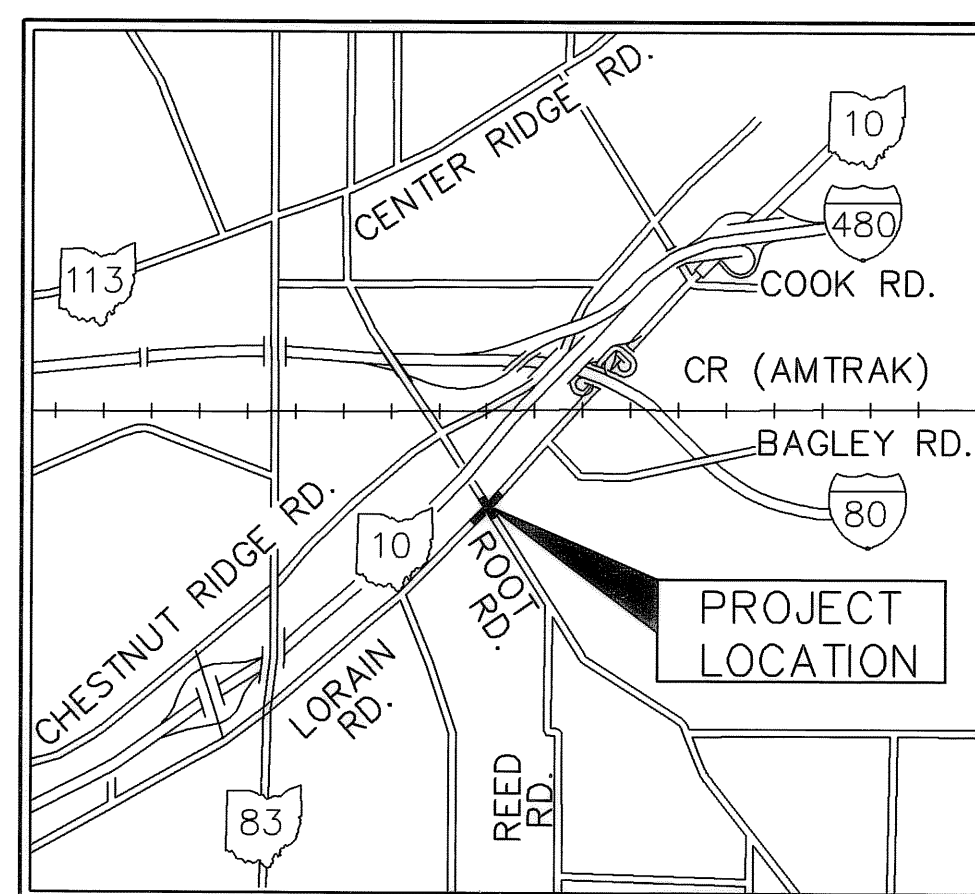 CENTER RIDGE RD.
10
480
113
COOK RD.
CR (AMTRAK)
BAGLEY RD.
80
CHESTNUT RIDGE RD.
10
ROOT
RD.
PROJECT
LOCATION
LORAIN
RD.
REED
RD.
83